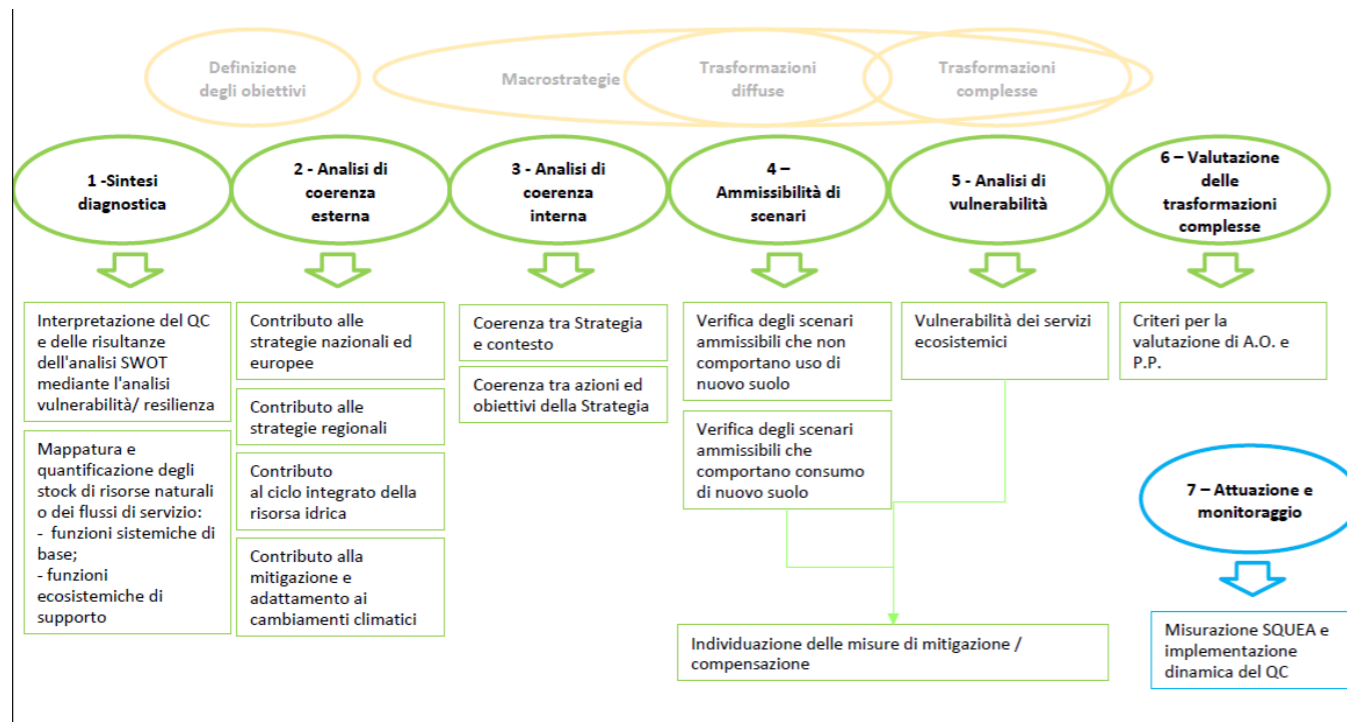 Definizione
degli obiettivi
Macrostrategie
Trasformazioni
diffuse
Trasformazioni
complesse
1 -Sintesi
diagnostica
2 - Analisi di
coerenza
esterna
3 - Analisi di
coerenza
interna
4 –
Ammissibilità di
scenari
5 - Analisi di
vulnerabilità
6 – Valutazione
delle
trasformazioni
complesse
Interpretazione del QC
e delle risultanze
dell'analisi SWOT
mediante l'analisi
vulnerabilità/ resilienza
Mappatura e
quantificazione degli
stock di risorse naturali
o dei flussi di servizio:
- funzioni sistemiche di
base;
- funzioni
ecosistemiche di
supporto
Contributo alle
strategie nazionali ed
europee
Contributo alle
strategie regionali
Contributo
al ciclo integrato della
risorsa idrica
Contributo alla
mitigazione e
adattamento ai
cambiamenti climatici
Coerenza tra Strategia
e contesto
Coerenza tra azioni ed
obiettivi della Strategia
Verifica degli scenari
ammissibili che non
comportano uso di
nuovo suolo
Verifica degli scenari
ammissibili che
comportano consumo
di nuovo suolo
Vulnerabilità dei servizi
ecosistemici
Criteri per la
valutazione di A.O. e
P.P.
7 – Attuazione e
monitoraggio
Individuazione delle misure di mitigazione /
compensazione
Misurazione SQUEA e
implementazione
dinamica del QC